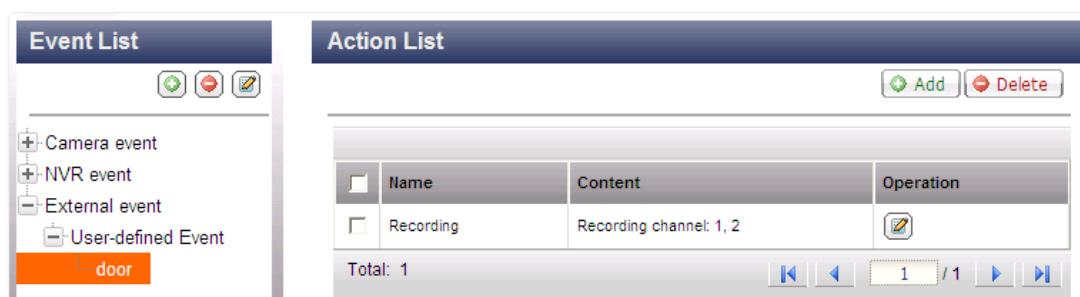 Event List
Camera event
NVR event
External event
User-defined Event
door
Action List
Add Delete
Name Content Operation
Recording Recording channel: 1, 2
Total: 1 1 / 1